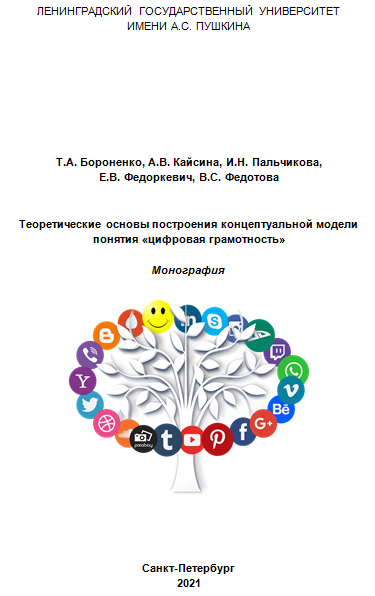 ЛЕНИНГРАДСКИЙ ГОСУДАРСТВЕННЫЙ УНИВЕРСИТЕТ
ИМЕНИ А.С. ПУШКИНА
Т.А. Бороненко, А.В. Кайсина, И.Н. Пальчикова,
Е.В. Федоркевич, В.С. Федотова
Теоретические основы построения концептуальной модели
понятия «цифровая грамотность»
Монография
pixabay
Санкт-Петербург
2021